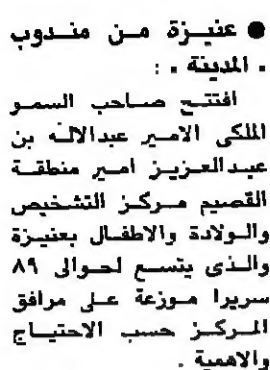 ● عنيزة من مندوب
« المدينة » :
افتتح صاحب السمو
الملكى الامير عبدالاله بن
عبدالعزيز امير منطقة
القصيم مركز التشخيص
والولادة والاطفال بعنيزة
والذى يتسع لحوالى ٨٩
سريرا موزعة على مرافق
المركز حسب الاحتياج
والاهمية .